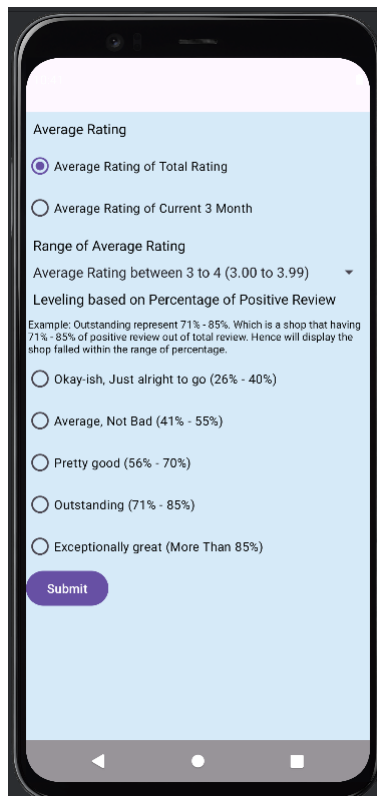 Average Rating
Average Rating of Total Rating
Average Rating of Current 3 Month
Range of Average Rating
Average Rating between 3 to 4 (3.00 to 3.99)
Leveling based on Percentage of Positive Review
Example: Outstanding represent 71% - 85%. Which is a shop that having
71% - 85% of positive review out of total review. Hence will display the
shop falled within the range of percentage.
Okay-ish, Just alright to go (26% - 40%)
Average, Not Bad (41% - 55%)
Pretty good (56% - 70%)
Outstanding (71% - 85%)
Exceptionally great (More Than 85%)
Submit